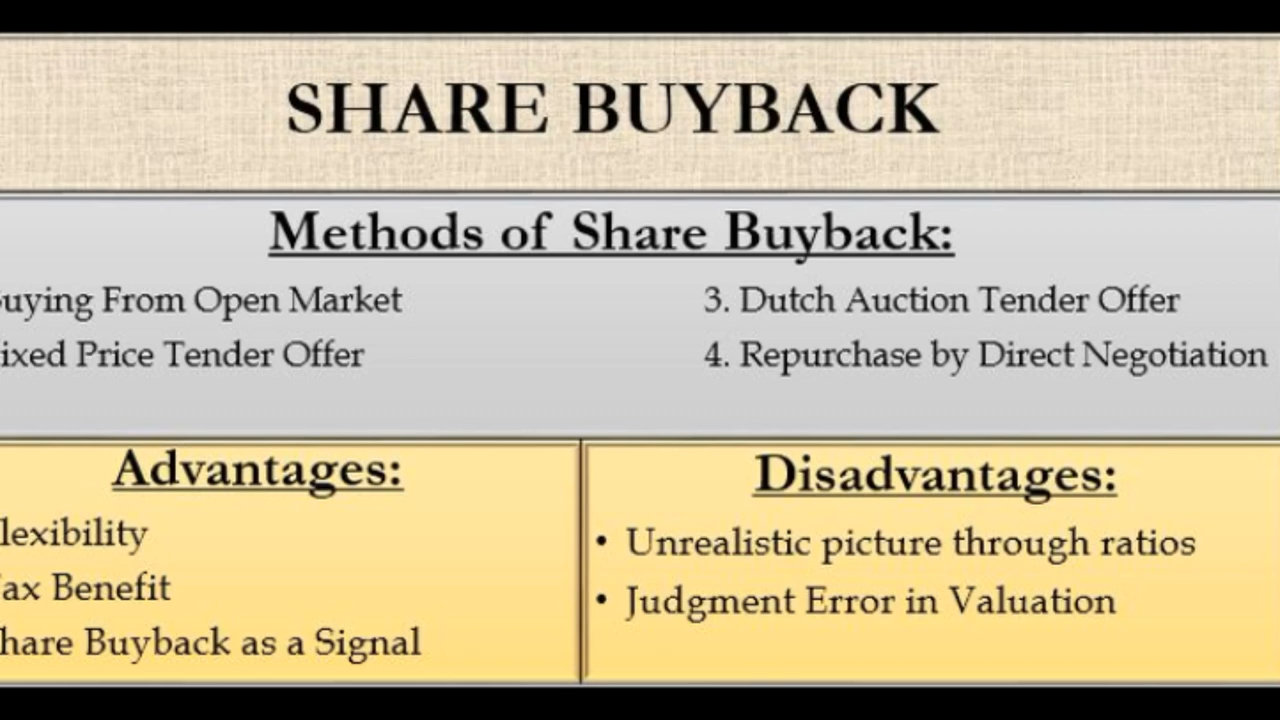 SHARE BUYBACK
Methods of Share Buyback:
uying From Open Market
ixed Price Tender Offer
3. Dutch Auction Tender Offer
4. Repurchase by Direct Negotiation
Advantages:
lexibility
ax Benefit
hare Buyback as a Signal
Disadvantages:
• Unrealistic picture through ratios
• Judgment Error in Valuation